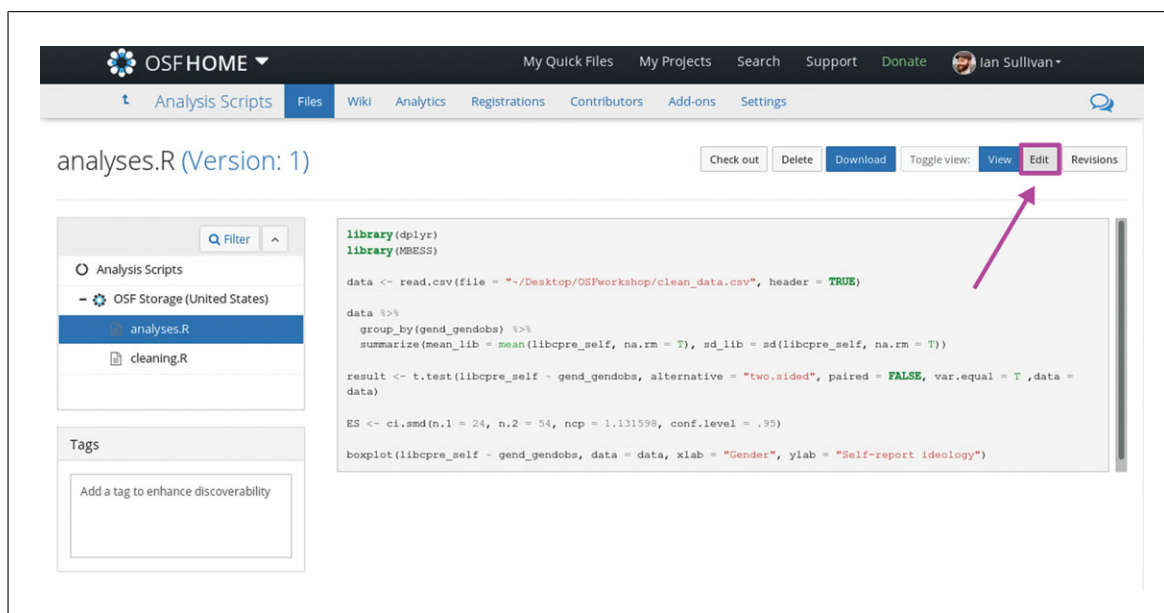 OSFHOME My Quick Files My Projects Search Support Donate Ian Sullivan
Analysis Scripts Files Wiki Analytics Registrations Contributors Add-ons Settings
analyses.R (Version: 1)
Check out Delete Download Toggle view: View Edit Revisions
Filter
Analysis Scripts
OSF Storage (United States)
analyses.R
cleaning.R
Tags
Add a tag to enhance discoverability
library(dplyr)
library(MBESS)
data <- read.csv(file = "~/Desktop/OSFworkshop/clean_data.csv", header = TRUE)
data %>%
group_by(gend_gendobs) %>%
summarize(mean_lib = mean(libcpre_self, na.rm = T), sd_lib = sd(libcpre_self, na.rm = T))
result <- t.test(libcpre_self ~ gend_gendobs, alternative = "two.sided", paired = FALSE, var.equal = T ,data =
data)
ES <- ci.smd(n.1 = 24, n.2 = 54, ncp = 1.131598, conf.level = .95)
boxplot(libcpre_self ~ gend_gendobs, data = data, xlab = "Gender", ylab = "Self-report ideology")